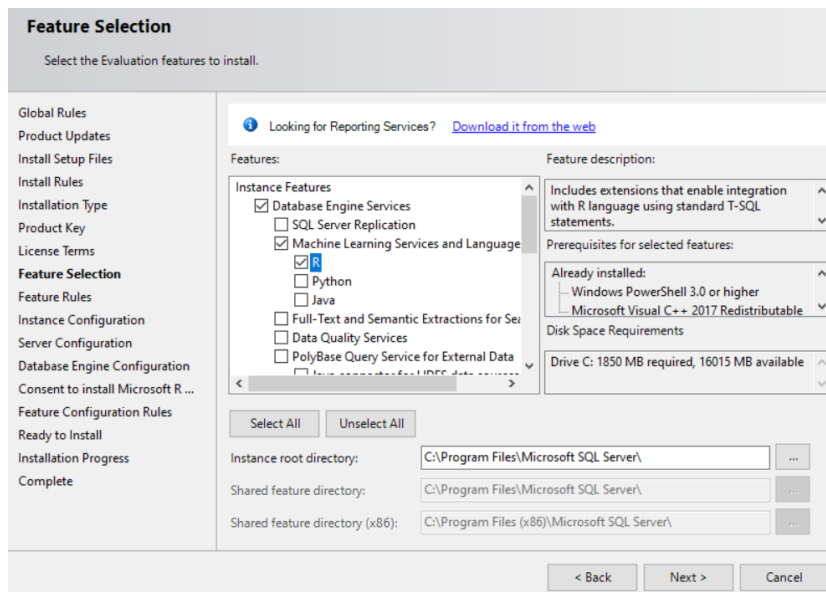 Feature Selection
Select the Evaluation features to install.
Global Rules
Product Updates
Install Setup Files
Install Rules
Installation Type
Product Key
License Terms
Feature Selection
Feature Rules
Instance Configuration
Server Configuration
Database Engine Configuration
Consent to install Microsoft R ...
Feature Configuration Rules
Ready to Install
Installation Progress
Complete
Looking for Reporting Services? Download it from the web
Features:
Instance Features
Database Engine Services
SQL Server Replication
Machine Learning Services and Language
R
Python
Java
Full-Text and Semantic Extractions for Sea
Data Quality Services
PolyBase Query Service for External Data
Java connector for HDFS data sources
Feature description:
Includes extensions that enable integration
with R language using standard T-SQL
statements.
Prerequisites for selected features:
Already installed:
Windows PowerShell 3.0 or higher
Microsoft Visual C++ 2017 Redistributable
Disk Space Requirements
Drive C: 1850 MB required, 16015 MB available
Select All
Unselect All
Instance root directory:
C:\Program Files\Microsoft SQL Server\
...
Shared feature directory:
C:\Program Files\Microsoft SQL Server\
...
Shared feature directory (x86):
C:\Program Files (x86)\Microsoft SQL Server\
...
< Back
Next >
Cancel